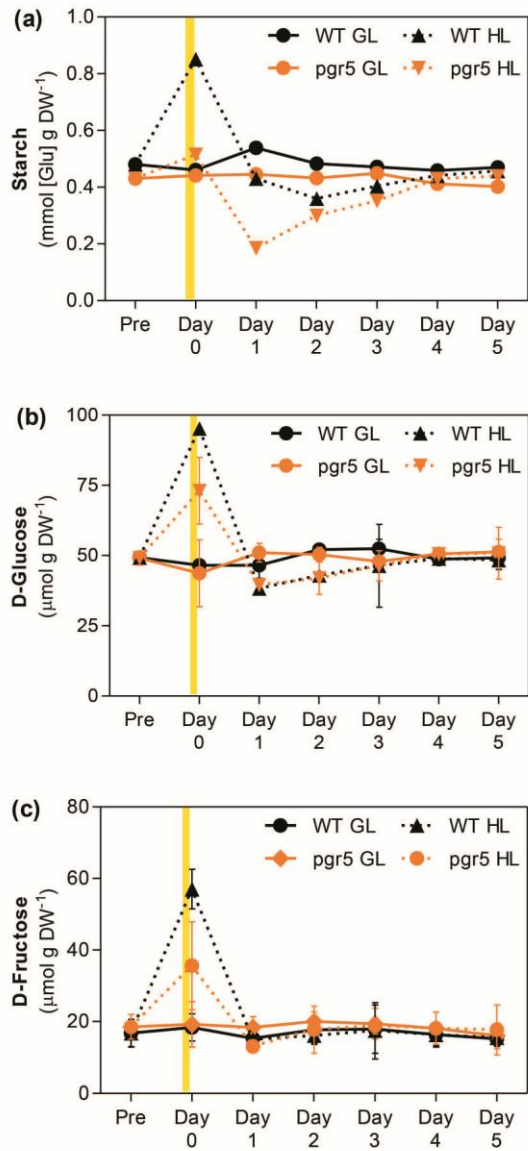 (a)
WT GL
WT HL
pgr5 GL
pgr5 HL
Starch
(mmol [Glu] g DW⁻¹)
1.0
0.8
0.6
0.4
0.2
0.0
Pre Day Day Day Day Day Day
0 1 2 3 4 5
(b)
WT GL
WT HL
pgr5 GL
pgr5 HL
D-Glucose
(µmol g DW⁻¹)
100
75
50
25
0
Pre Day Day Day Day Day Day
0 1 2 3 4 5
(c)
WT GL
WT HL
pgr5 GL
pgr5 HL
D-Fructose
(µmol g DW⁻¹)
80
60
40
20
0
Pre Day Day Day Day Day Day
0 1 2 3 4 5